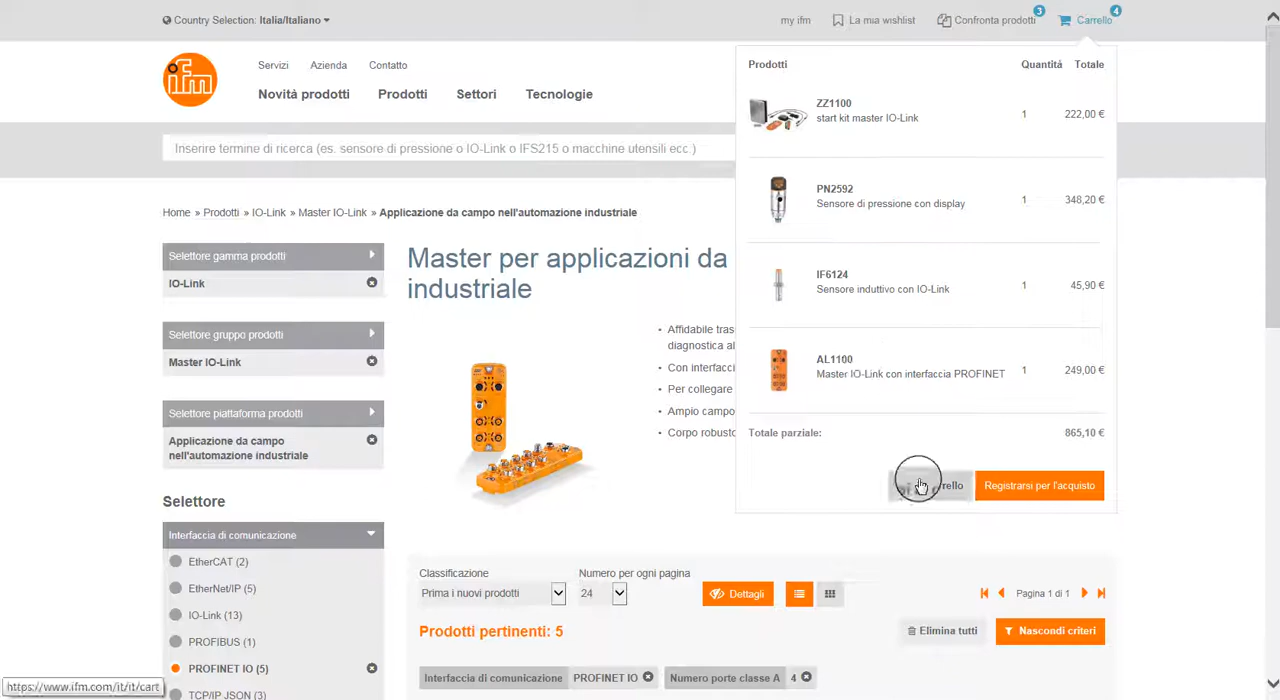 Country Selection: Italia/Italiano
my ifm
La mia wishlist
Confronta prodotti
3
Carrello
4
ifm
Servizi
Azienda
Contatto
Novità prodotti
Prodotti
Settori
Tecnologie
Inserire termine di ricerca (es. sensore di pressione o IO-Link o IFS215 o macchine utensili ecc.)
Prodotti
Quantità
Totale
ZZ1100
start kit master IO-Link
1
222,00 €
PN2592
Sensore di pressione con display
1
348,20 €
IF6124
Sensore induttivo con IO-Link
1
45,90 €
AL1100
Master IO-Link con interfaccia PROFINET
1
249,00 €
Totale parziale:
865,10 €
rrello
Registrarsi per l'acquisto
Home » Prodotti » IO-Link » Master IO-Link » Applicazione da campo nell'automazione industriale
Selettore gamma prodotti
IO-Link
Selettore gruppo prodotti
Master IO-Link
Selettore piattaforma prodotti
Applicazione da campo
nell'automazione industriale
Selettore
Interfaccia di comunicazione
EtherCAT (2)
EtherNet/IP (5)
IO-Link (13)
PROFIBUS (1)
PROFINET IO (5)
TCP/IP JSON (3)
Master per applicazioni da
industriale
• Affidabile tras
diagnostica al
• Con interfacci
• Per collegare
• Ampio campo
• Corpo robusto
Classificazione
Prima i nuovi prodotti
Numero per ogni pagina
24
Dettagli
Pagina 1 di 1
Prodotti pertinenti: 5
Elimina tutti
Nascondi criteri
Interfaccia di comunicazione
PROFINET IO
Numero porte classe A
4
https://www.ifm.com/it/it/cart